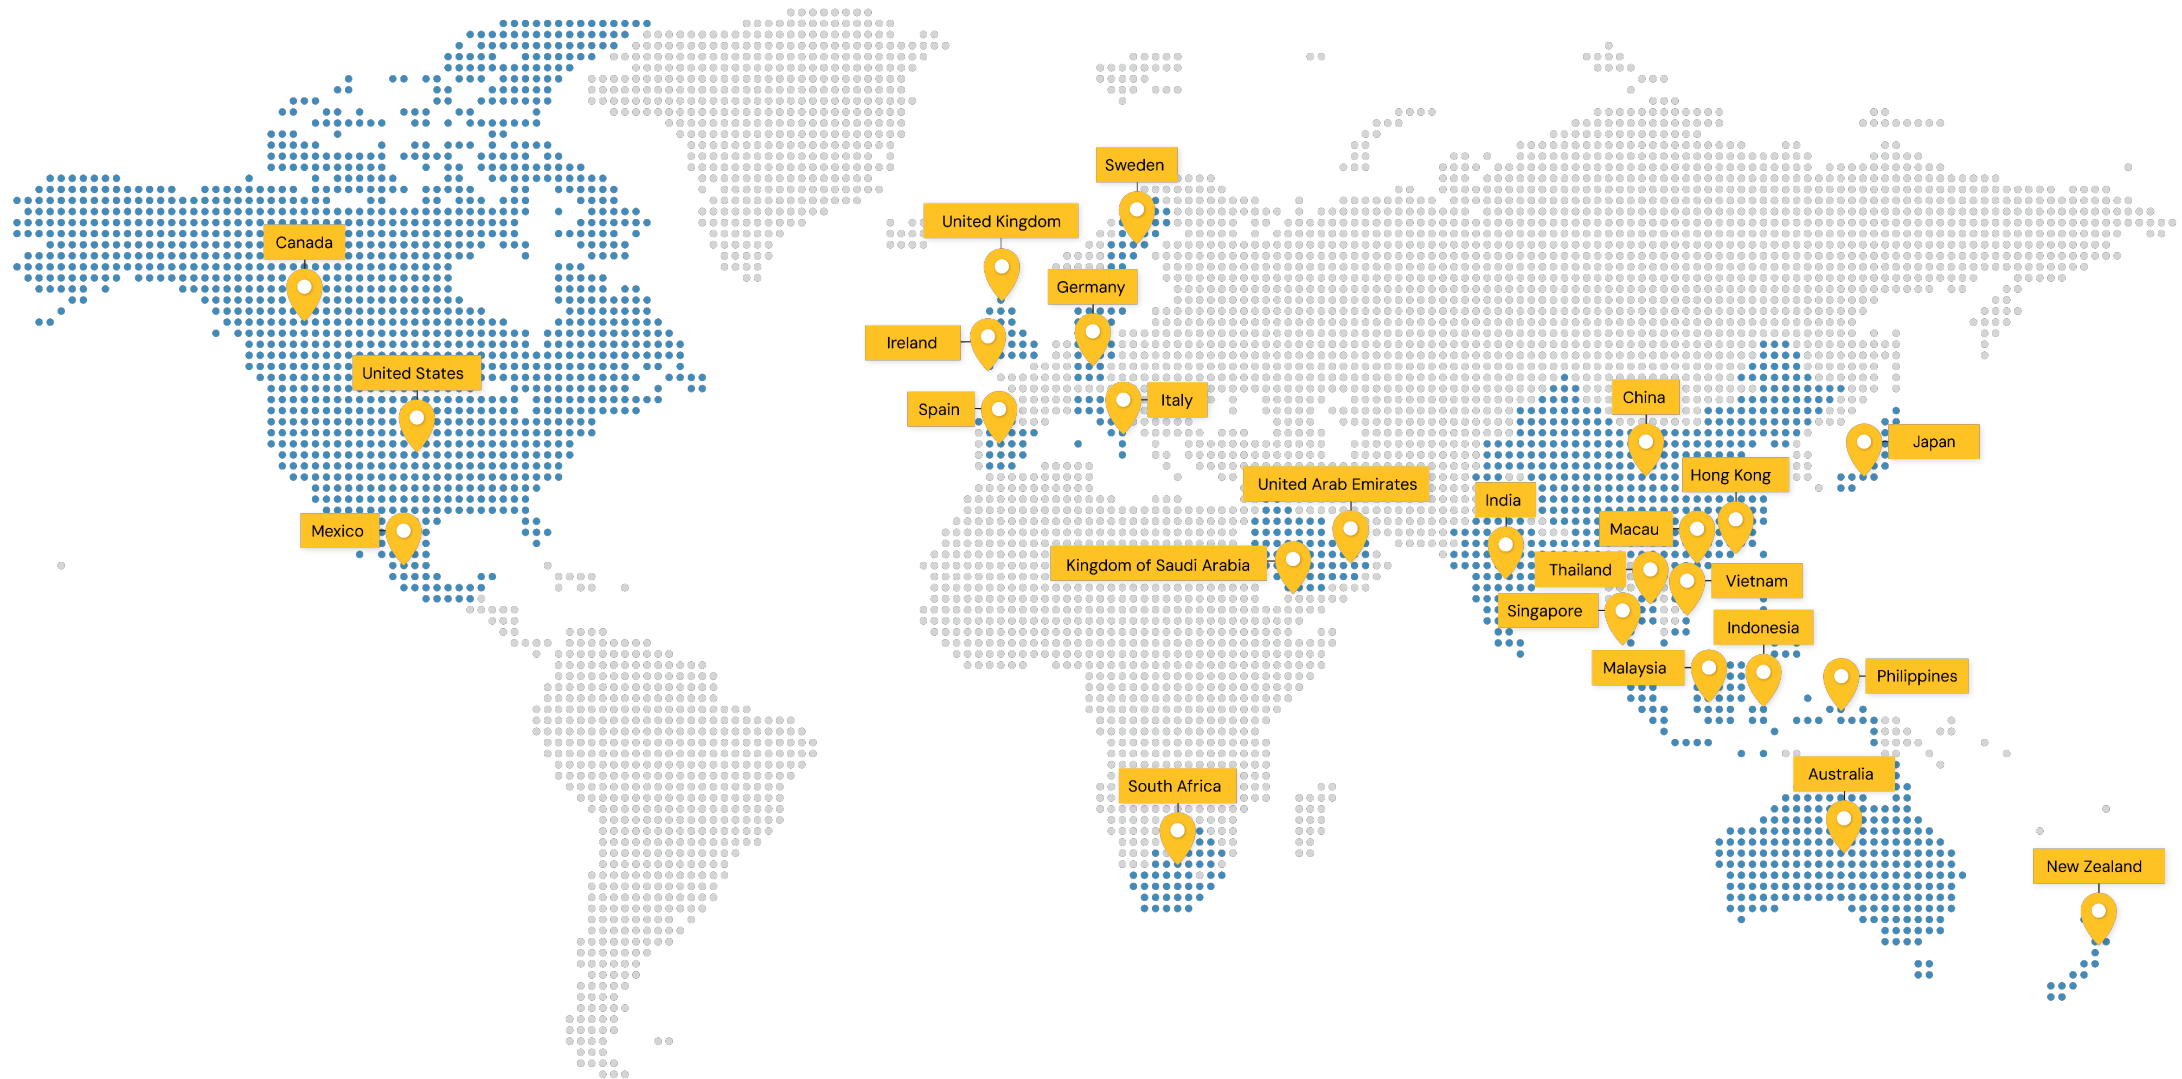 Sweden
United Kingdom
Canada
Germany
Ireland
United States
China
Italy
Spain
Japan
Hong Kong
United Arab Emirates
India
Macau
Mexico
Kingdom of Saudi Arabia
Thailand
Vietnam
Singapore
Indonesia
Malaysia
Philippines
Australia
South Africa
New Zealand